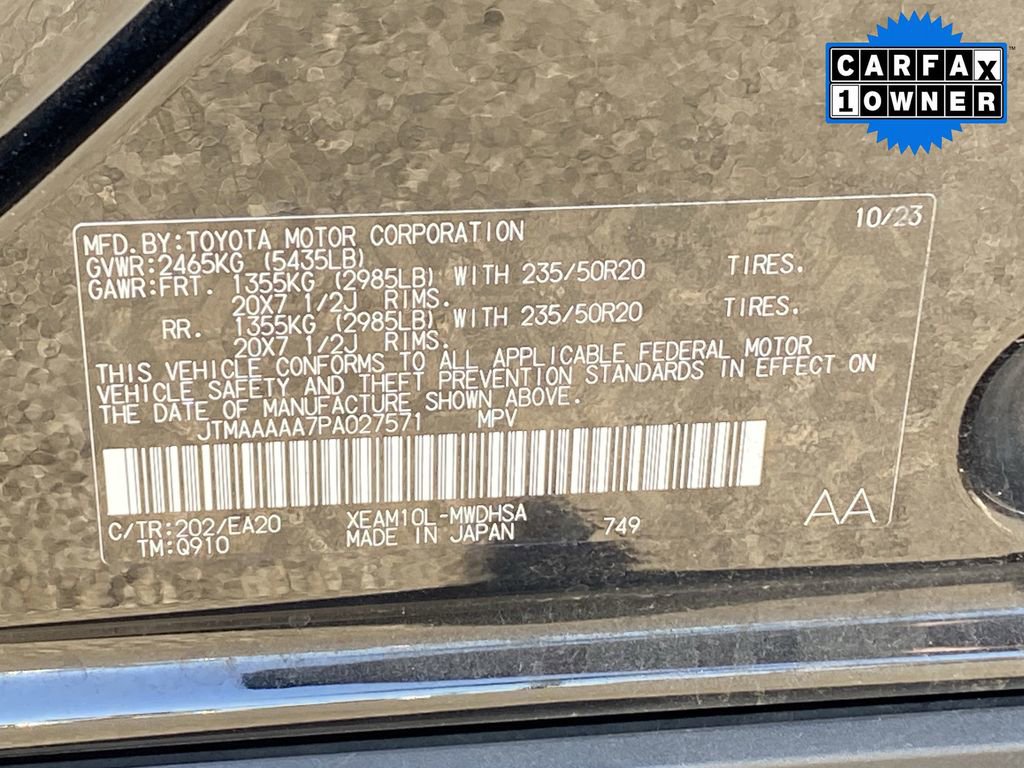 CARFAX
1 OWNER
10/23
MFD.BY:TOYOTA MOTOR CORPORATION
GVWR:2465KG (5435LB)
GAWR:FRT. 1355KG (2985LB) WITH 235/50R20 TIRES.
20X7 1/2J RIMS.
RR. 1355KG (2985LB) WITH 235/50R20 TIRES.
20X7 1/2J RIMS.
THIS VEHICLE CONFORMS TO ALL APPLICABLE FEDERAL MOTOR
VEHICLE SAFETY AND THEFT PREVENTION STANDARDS IN EFFECT ON
THE DATE OF MANUFACTURE SHOWN ABOVE.
JTMAAAAA7PA027571 MPV
C/TR:202/EA20 XEAM10L-MWDHSA
TM:Q910 MADE IN JAPAN 749
AA